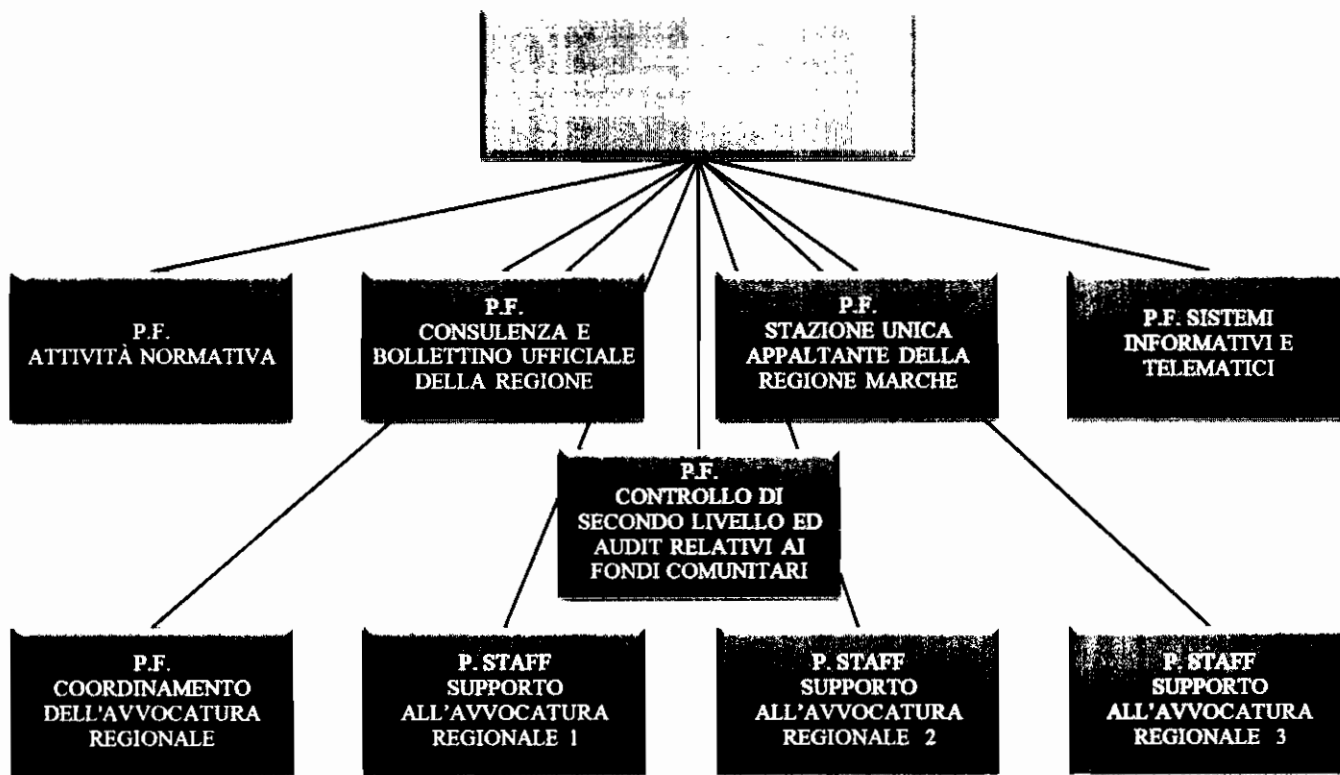 P.F.
ATTIVITÀ NORMATIVA
P.F.
CONSULENZA E
BOLLETTINO UFFICIALE
DELLA REGIONE
P.F.
STAZIONE UNICA
APPALTANTE DELLA
REGIONE MARCHE
P.F. SISTEMI
INFORMATIVI E
TELEMATICI
P.F.
CONTROLLO DI
SECONDO LIVELLO ED
AUDIT RELATIVI AI
FONDI COMUNITARI
P.F.
COORDINAMENTO
DELL'AVVOCATURA
REGIONALE
P. STAFF
SUPPORTO
ALL'AVVOCATURA
REGIONALE 1
P. STAFF
SUPPORTO
ALL'AVVOCATURA
REGIONALE 2
P. STAFF
SUPPORTO
ALL'AVVOCATURA
REGIONALE 3